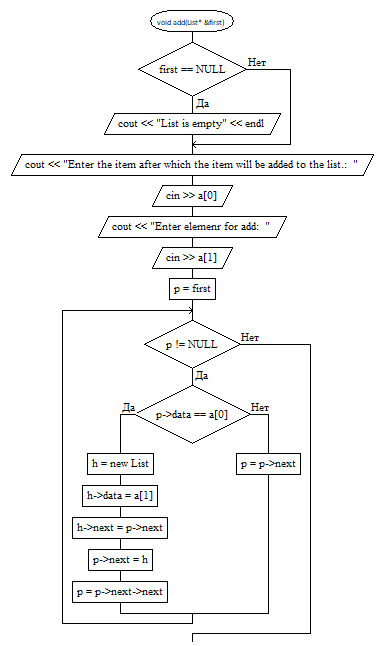 void add(List* &first)
first == NULL
Нет
Да
cout << "List is empty" << endl
cout << "Enter the item after which the item will be added to the list.:  "
cin >> a[0]
cout << "Enter elemenr for add:  "
cin >> a[1]
p = first
p != NULL
Нет
Да
p->data == a[0]
Да
Нет
h = new List
p = p->next
h->data = a[1]
h->next = p->next
p->next = h
p = p->next->next